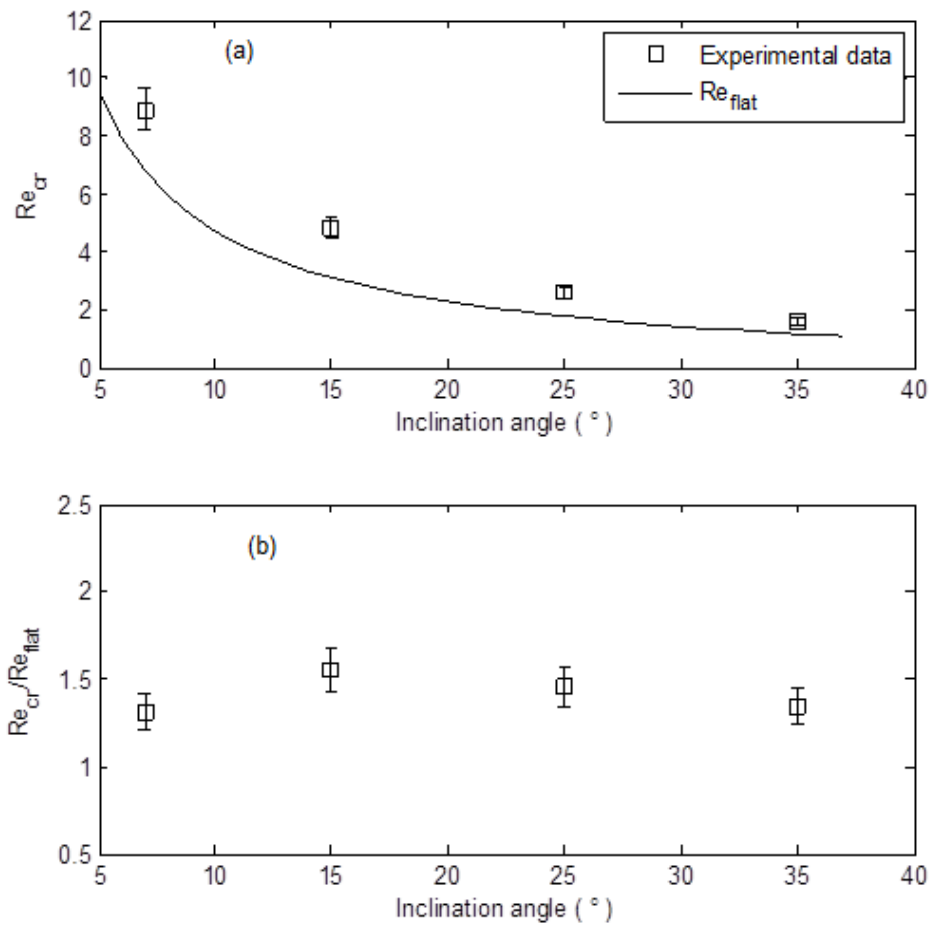 12
(a)
Experimental data
Re_flat
10
8
6
4
2
0
Re_cr
5 10 15 20 25 30 35 40
Inclination angle ( ° )
2.5
(b)
2
1.5
1
0.5
Re_cr/Re_flat
5 10 15 20 25 30 35 40
Inclination angle ( ° )